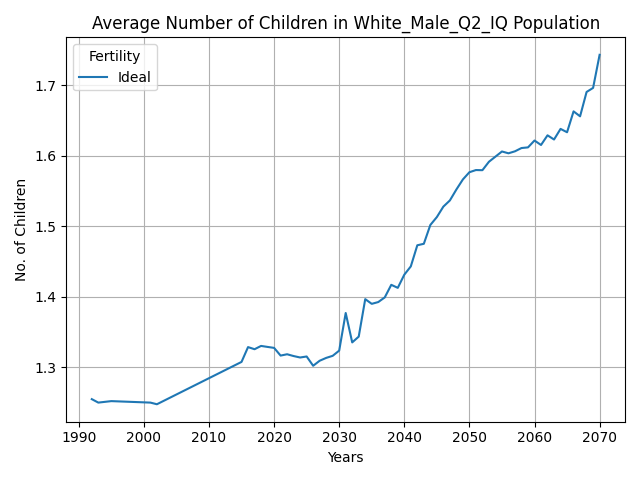 Average Number of Children in White_Male_Q2_IQ Population
Fertility
Ideal
No. of Children
1.7
1.6
1.5
1.4
1.3
1990 2000 2010 2020 2030 2040 2050 2060 2070
Years